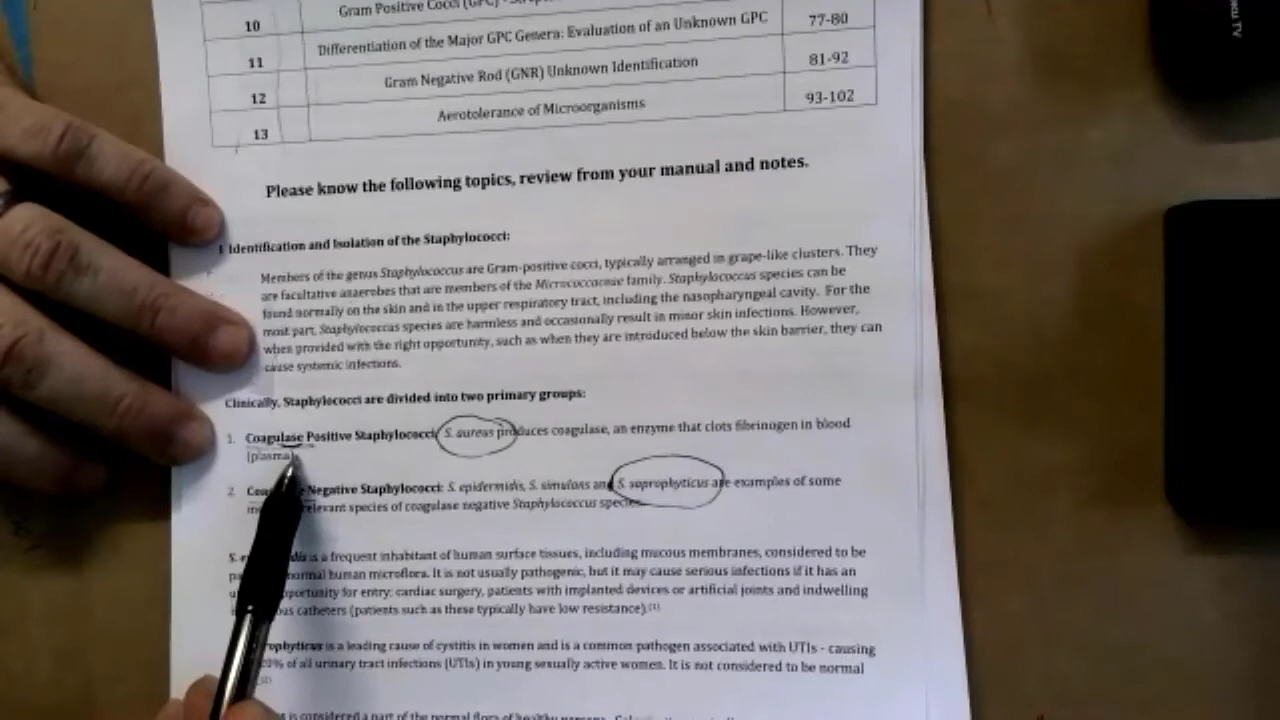 10 Gram Positive Cocci (GPC) -
11 Differentiation of the Major GPC Genera: Evaluation of an Unknown GPC 77-80
12 Gram Negative Rod (GNR) Unknown Identification 81-92
13 Aerotolerance of Microorganisms 93-102
Please know the following topics, review from your manual and notes.
I Identification and Isolation of the Staphylococci:
Members of the genus Staphylococcus are Gram-positive cocci, typically arranged in grape-like clusters. They
are facultative anaerobes that are members of the Micrococcaceae family. Staphylococcus species can be
found normally on the skin and in the upper respiratory tract, including the nasopharyngeal cavity. For the
most part, Staphylococcus species are harmless and occasionally result in minor skin infections. However,
when provided with the right opportunity, such as when they are introduced below the skin barrier, they can
cause systemic infections.
Clinically, Staphylococci are divided into two primary groups:
1. Coagulase Positive Staphylococci: S. aureus produces coagulase, an enzyme that clots fibrinogen in blood
(plasma).
2. Negative Staphylococci: S. epidermidis, S. simulans and S. saprophyticus are examples of some
relevant species of coagulase negative Staphylococcus species.
is a frequent inhabitant of human surface tissues, including mucous membranes, considered to be
normal human microflora. It is not usually pathogenic, but it may cause serious infections if it has an
opportunity for entry: cardiac surgery, patients with implanted devices or artificial joints and indwelling
catheters (patients such as these typically have low resistance).(1)
is a leading cause of cystitis in women and is a common pathogen associated with UTIs - causing
of all urinary tract infections (UTIs) in young sexually active women. It is not considered to be normal
is considered a part of the normal flora of healthy
TV